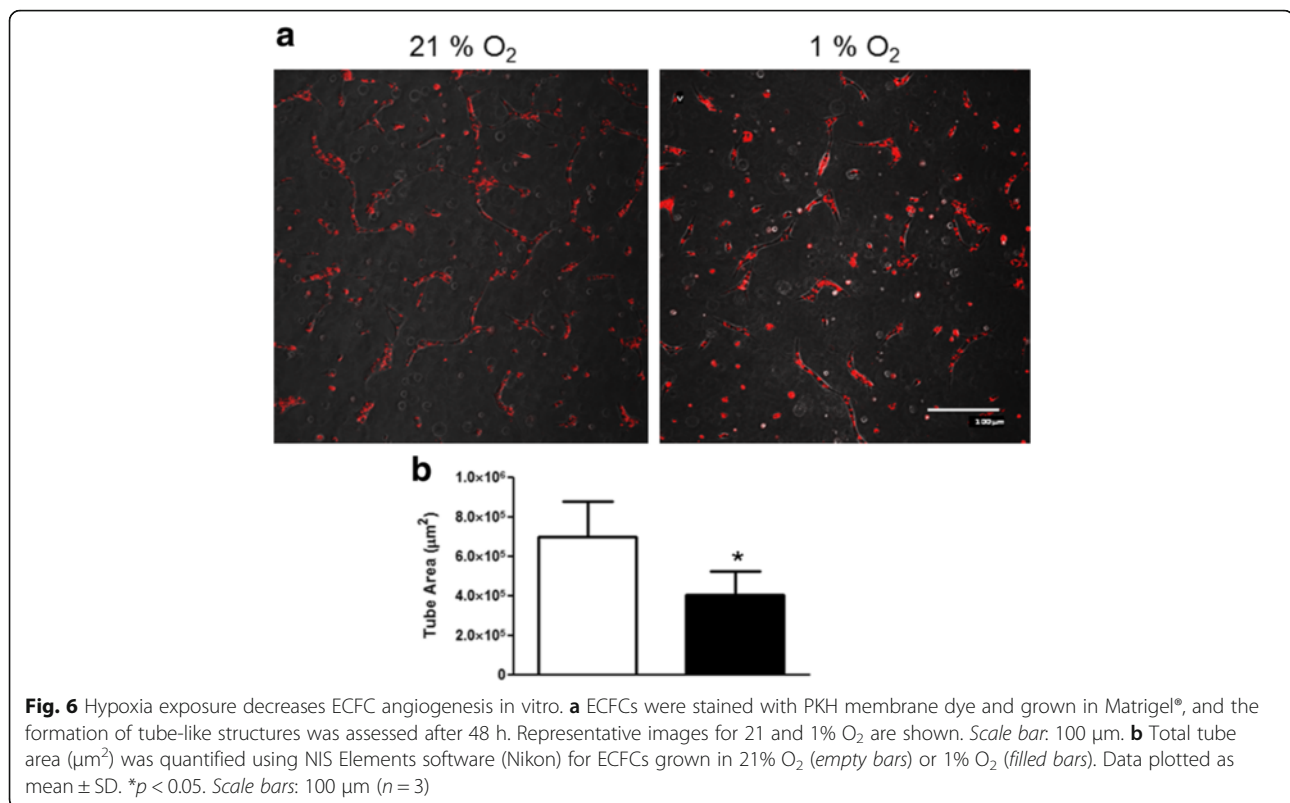 a
21 % O₂ 1 % O₂
100 µm
b
Tube Area (µm²)
1.0×10⁶
8.0×10⁵
6.0×10⁵
4.0×10⁵
2.0×10⁵
0
*
Fig. 6 Hypoxia exposure decreases ECFC angiogenesis in vitro. a ECFCs were stained with PKH membrane dye and grown in Matrigel®, and the
formation of tube-like structures was assessed after 48 h. Representative images for 21 and 1% O₂ are shown. Scale bar: 100 µm. b Total tube
area (µm²) was quantified using NIS Elements software (Nikon) for ECFCs grown in 21% O₂ (empty bars) or 1% O₂ (filled bars). Data plotted as
mean ± SD. *p < 0.05. Scale bars: 100 µm (n = 3)